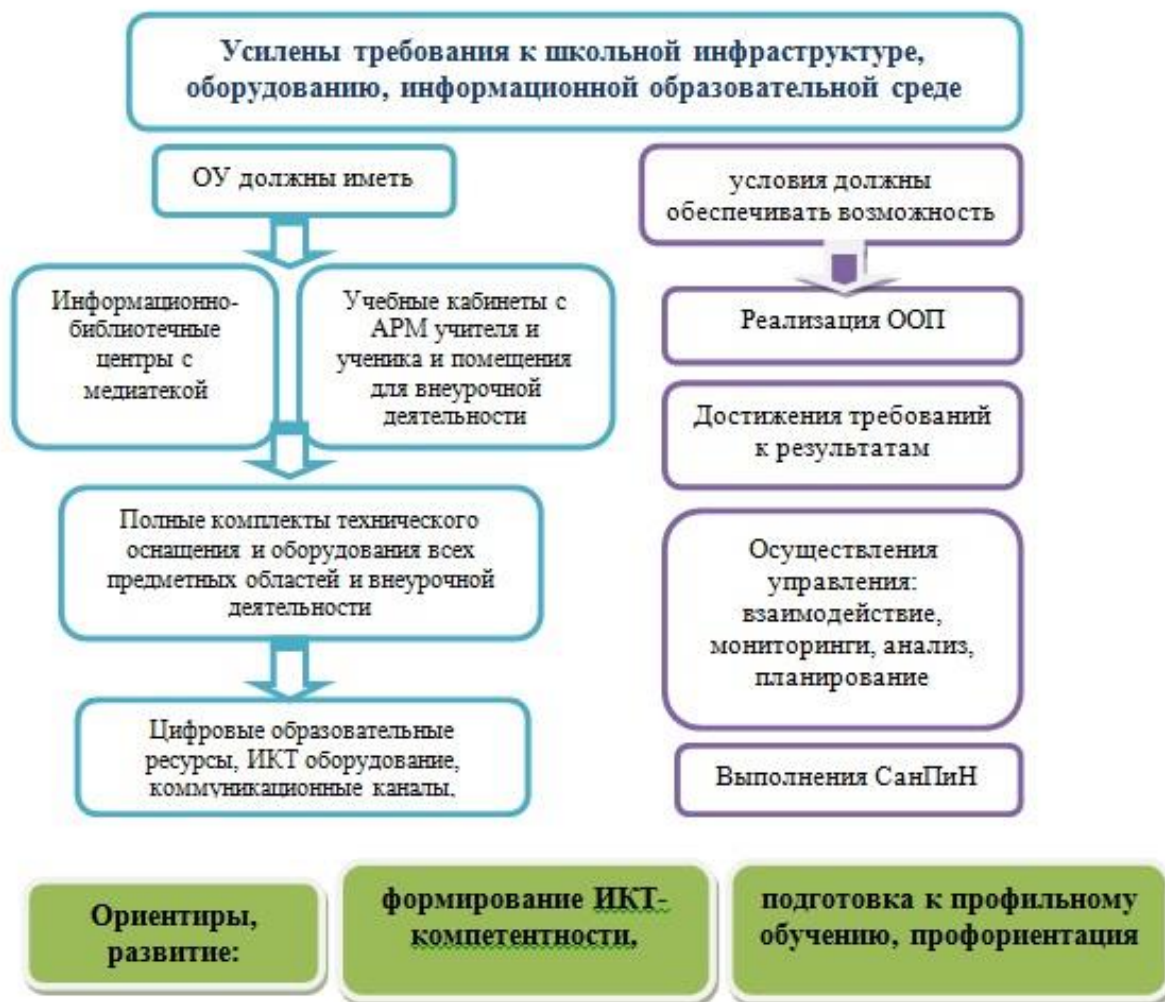 Усилены требования к школьной инфраструктуре,
оборудованию, информационной образовательной среде
ОУ должны иметь
Информационно-
библиотечные
центры с
медиатекой
Учебные кабинеты с
АРМ учителя и
ученика и помещения
для внеурочной
деятельности
Полные комплекты технического
оснащения и оборудования всех
предметных областей и внеурочной
деятельности
Цифровые образовательные
ресурсы, ИКТ оборудование,
коммуникационные каналы,
условия должны
обеспечивать возможность
Реализация ООП
Достижения требований
к результатам
Осуществления
управления:
взаимодействие,
мониторинги, анализ,
планирование
Выполнения СанПиН
Ориентиры,
развитие:
формирование ИКТ-
компетентности,
подготовка к профильному
обучению, профориентация